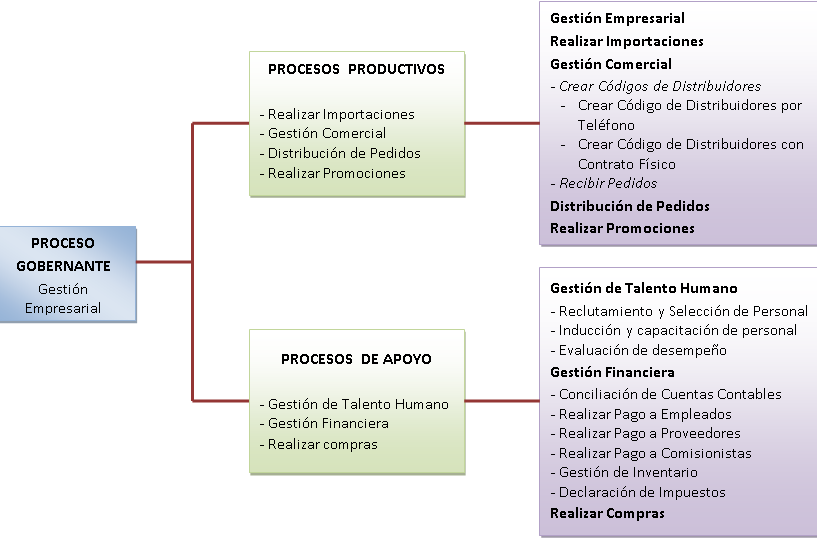 PROCESO
GOBERNANTE
Gestión
Empresarial
PROCESOS PRODUCTIVOS
- Realizar Importaciones
- Gestión Comercial
- Distribución de Pedidos
- Realizar Promociones
PROCESOS DE APOYO
- Gestión de Talento Humano
- Gestión Financiera
- Realizar compras
Gestión Empresarial
Realizar Importaciones
Gestión Comercial
- Crear Códigos de Distribuidores
- Crear Código de Distribuidores por
Teléfono
- Crear Código de Distribuidores con
Contrato Físico
- Recibir Pedidos
Distribución de Pedidos
Realizar Promociones
Gestión de Talento Humano
- Reclutamiento y Selección de Personal
- Inducción y capacitación de personal
- Evaluación de desempeño
Gestión Financiera
- Conciliación de Cuentas Contables
- Realizar Pago a Empleados
- Realizar Pago a Proveedores
- Realizar Pago a Comisionistas
- Gestión de Inventario
- Declaración de Impuestos
Realizar Compras